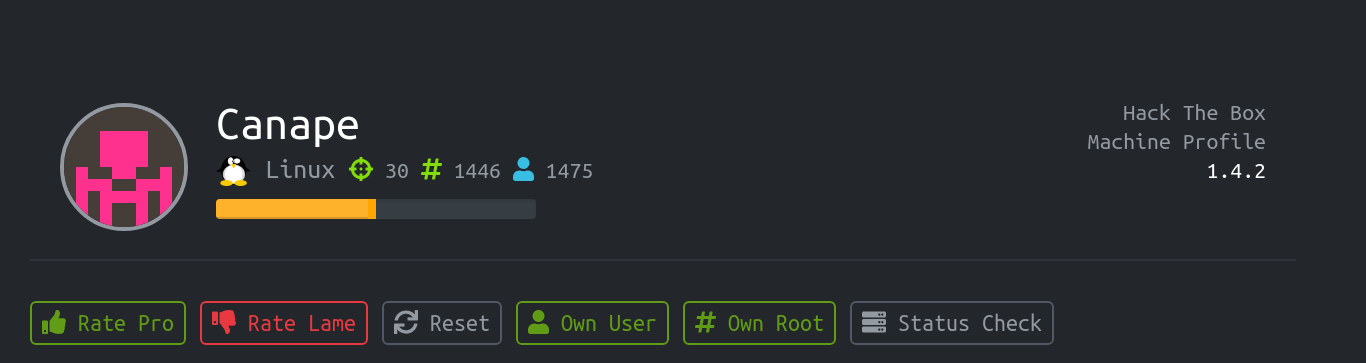 Canape
Linux 30 # 1446 1475
Hack The Box
Machine Profile
1.4.2
Rate Pro Rate Lame Reset Own User # Own Root Status Check